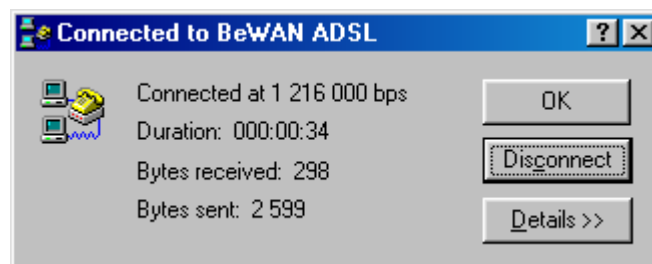 Connected to BeWAN ADSL
Connected at 1 216 000 bps
Duration: 000:00:34
Bytes received: 298
Bytes sent: 2 599
OK
Disconnect
Details >>